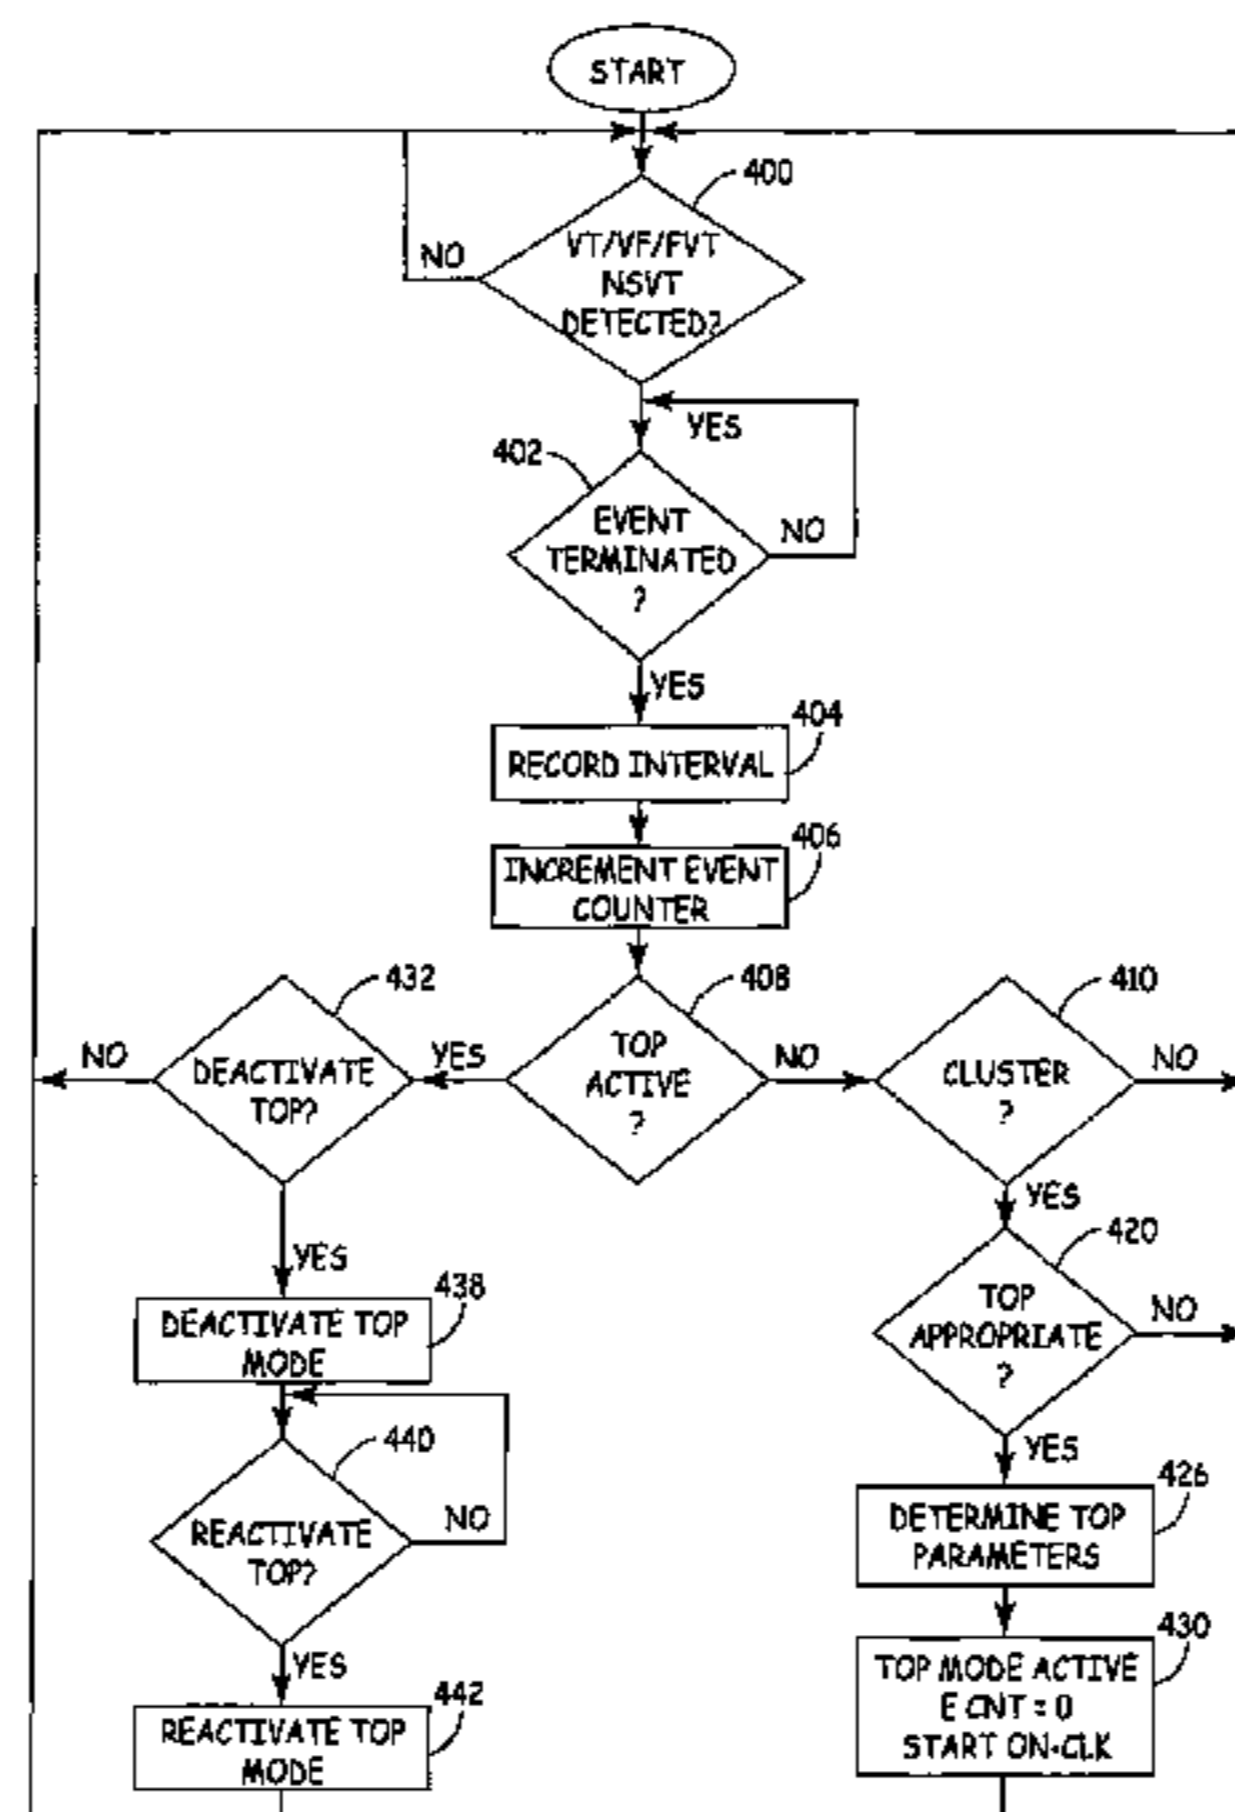 START
400
VT/VF/FVT
NSVT
DETECTED?
NO
YES
402
EVENT
TERMINATED
?
NO
YES
404
RECORD INTERVAL
406
INCREMENT EVENT
COUNTER
432
408
410
NO
DEACTIVATE
TOP?
YES
TOP
ACTIVE
?
NO
CLUSTER
?
NO
YES
YES
420
438
DEACTIVATE TOP
MODE
TOP
APPROPRIATE
?
NO
440
REACTIVATE
TOP?
NO
YES
426
DETERMINE TOP
PARAMETERS
YES
430
442
REACTIVATE TOP
MODE
TOP MODE ACTIVE
E CNT = 0
START ON-CLK